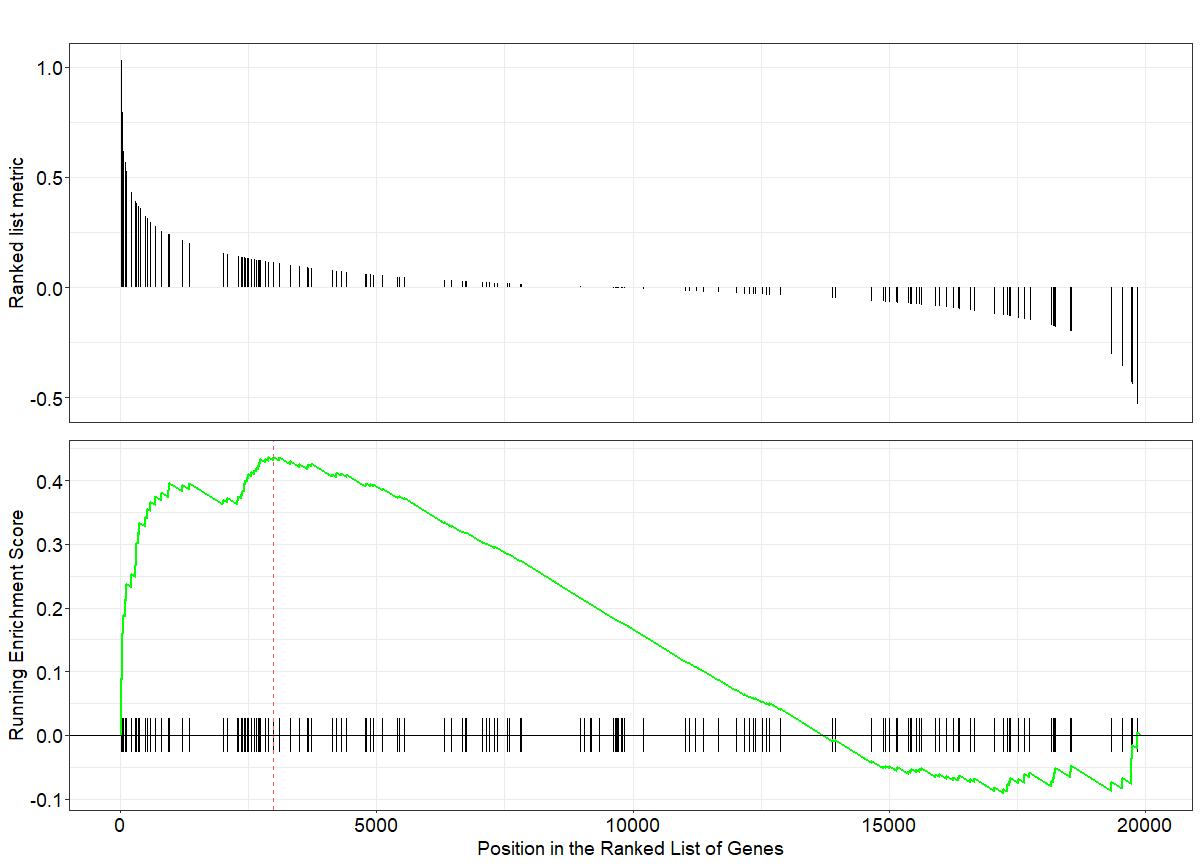 Ranked list metric
1.0
0.5
0.0
-0.5
Running Enrichment Score
0.4
0.3
0.2
0.1
0.0
-0.1
0 5000 10000 15000 20000
Position in the Ranked List of Genes